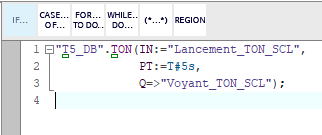 IF... CASE... OF... FOR... TO DO.. WHILE.. DO... (*...*) REGION
1 "T5_DB".TON(IN:="Lancement_TON_SCL",
2 PT:=T#5s,
3 Q=>"Voyant_TON_SCL");
4